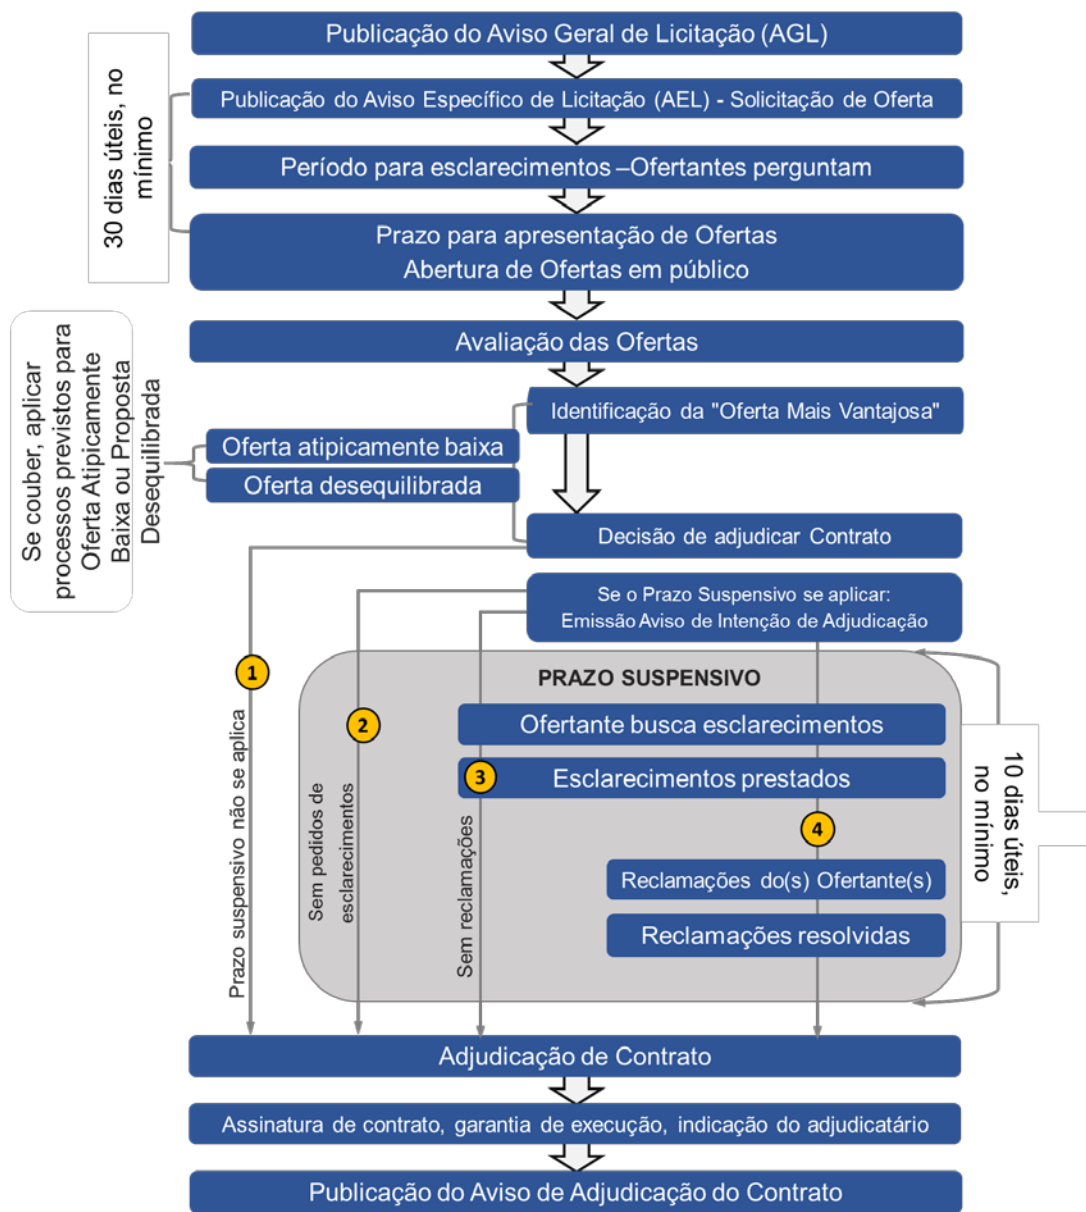 Publicação do Aviso Geral de Licitação (AGL)
30 dias úteis, no
mínimo
Publicação do Aviso Específico de Licitação (AEL) - Solicitação de Oferta
Período para esclarecimentos –Ofertantes perguntam
Prazo para apresentação de Ofertas
Abertura de Ofertas em público
Avaliação das Ofertas
Se couber, aplicar
processos previstos para
Oferta Atipicamente
Baixa ou Proposta
Desequilibrada
Identificação da "Oferta Mais Vantajosa"
Oferta atipicamente baixa
Oferta desequilibrada
Decisão de adjudicar Contrato
Se o Prazo Suspensivo se aplicar:
Emissão Aviso de Intenção de Adjudicação
1
Prazo suspensivo não se aplica
PRAZO SUSPENSIVO
2
Sem pedidos de
esclarecimentos
Ofertante busca esclarecimentos
3
Esclarecimentos prestados
Sem reclamações
4
Reclamações do(s) Ofertante(s)
Reclamações resolvidas
10 dias úteis,
no mínimo
Adjudicação de Contrato
Assinatura de contrato, garantia de execução, indicação do adjudicatário
Publicação do Aviso de Adjudicação do Contrato